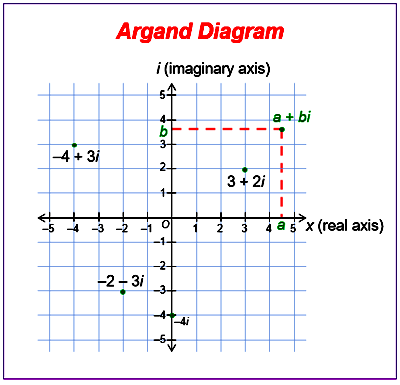 Argand Diagram
i (imaginary axis)
5
4
a + bi
b
3
–4 + 3i
2
3 + 2i
1
–5 –4 –3 –2 –1 O 1 2 3 4 a 5 x (real axis)
–1
–2
–2 – 3i
–3
–4
–4i
–5